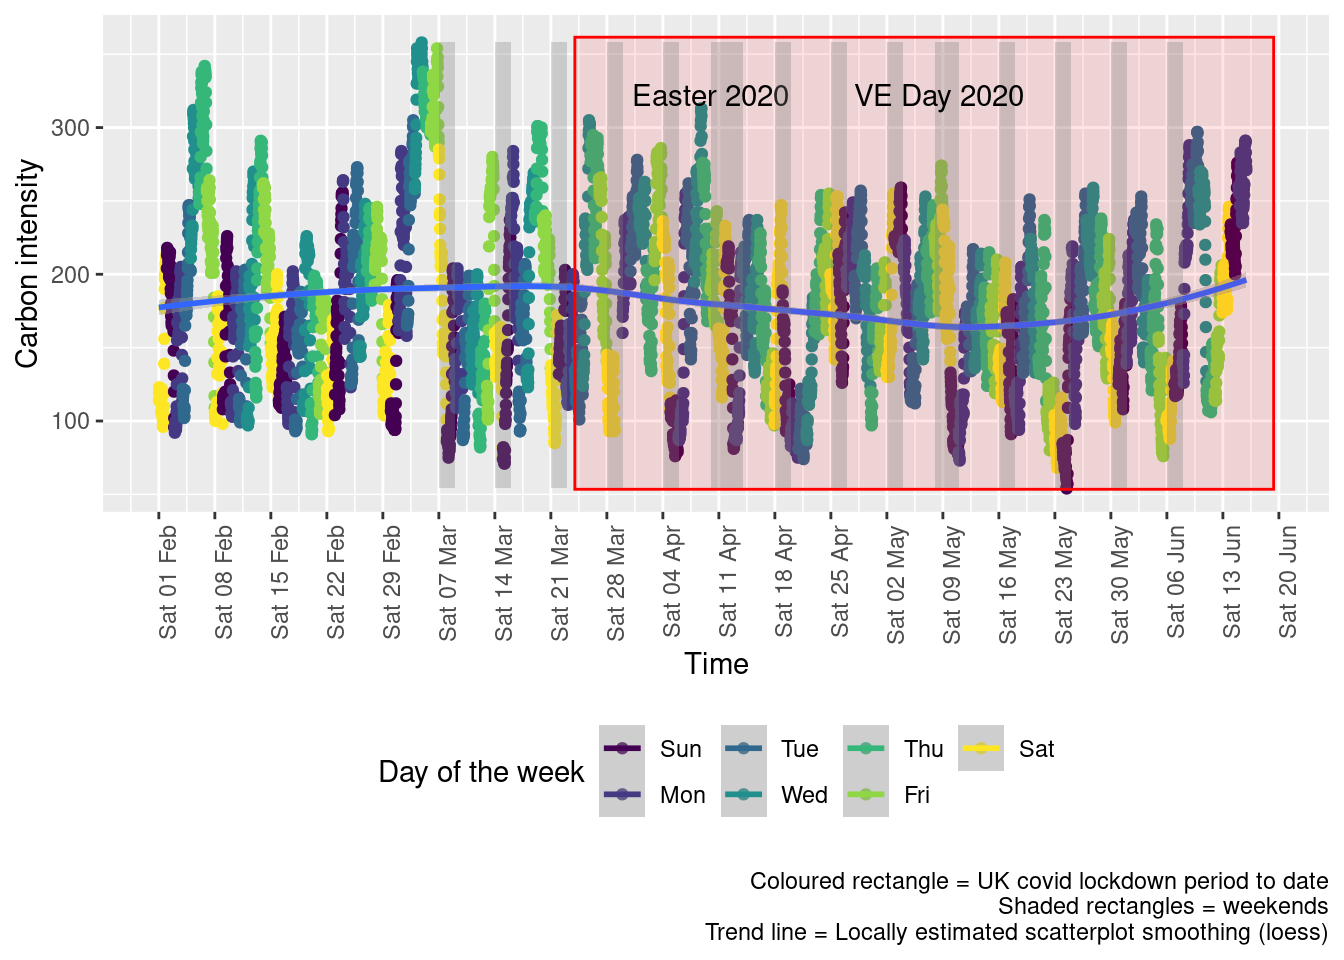 Carbon intensity
300
200
100
Easter 2020
VE Day 2020
Sat 01 Feb
Sat 08 Feb
Sat 15 Feb
Sat 22 Feb
Sat 29 Feb
Sat 07 Mar
Sat 14 Mar
Sat 21 Mar
Sat 28 Mar
Sat 04 Apr
Sat 11 Apr
Sat 18 Apr
Sat 25 Apr
Sat 02 May
Sat 09 May
Sat 16 May
Sat 23 May
Sat 30 May
Sat 06 Jun
Sat 13 Jun
Sat 20 Jun
Time
Day of the week
Sun
Mon
Tue
Wed
Thu
Fri
Sat
Coloured rectangle = UK covid lockdown period to date
Shaded rectangles = weekends
Trend line = Locally estimated scatterplot smoothing (loess)